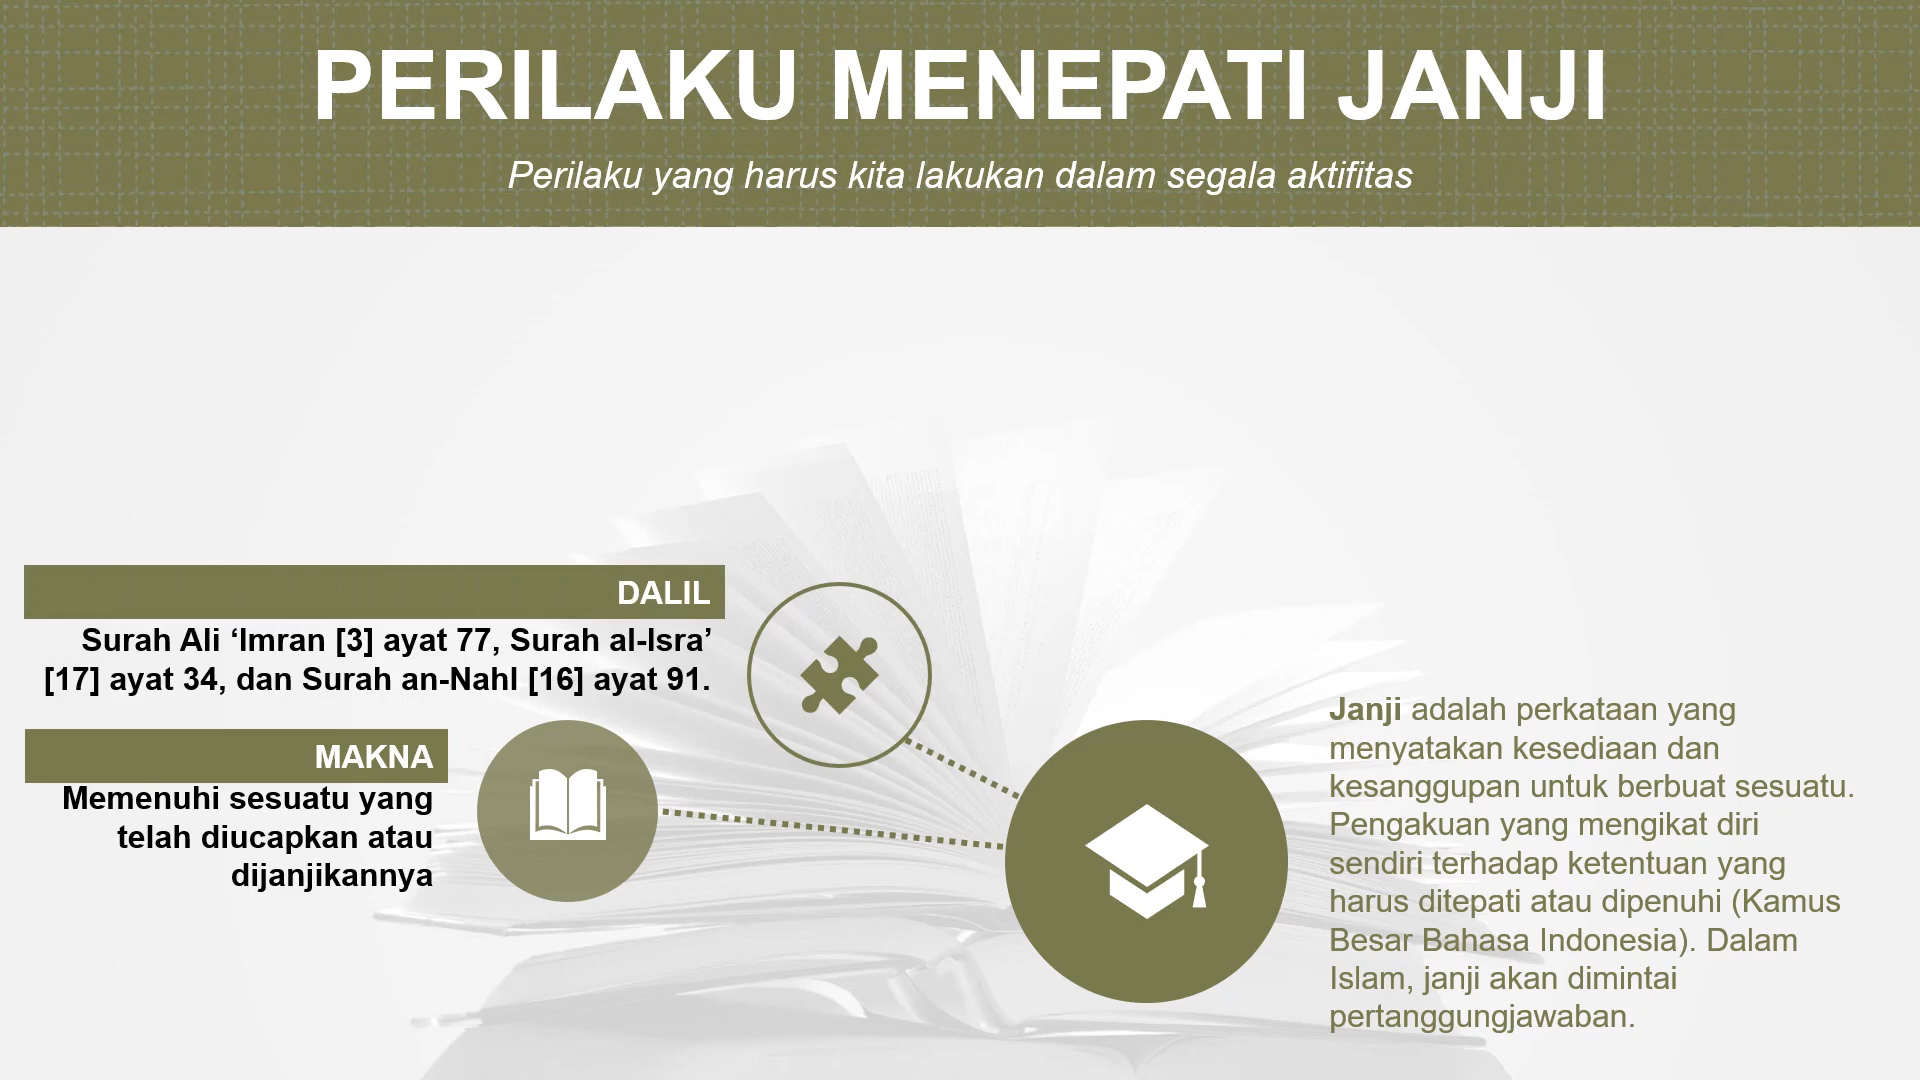 PERILAKU MENEPATI JANJI
Perilaku yang harus kita lakukan dalam segala aktifitas
DALIL
Surah Ali ‘Imran [3] ayat 77, Surah al-Isra’
[17] ayat 34, dan Surah an-Nahl [16] ayat 91.
MAKNA
Memenuhi sesuatu yang
telah diucapkan atau
dijanjikannya
Janji adalah perkataan yang
menyatakan kesediaan dan
kesanggupan untuk berbuat sesuatu.
Pengakuan yang mengikat diri
sendiri terhadap ketentuan yang
harus ditepati atau dipenuhi (Kamus
Besar Bahasa Indonesia). Dalam
Islam, janji akan dimintai
pertanggungjawaban.